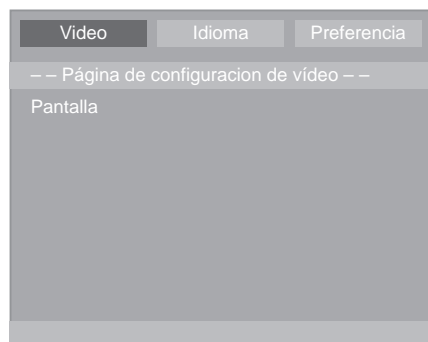 Video Idioma Preferencia
– – Página de configuracion de vídeo – –
Pantalla